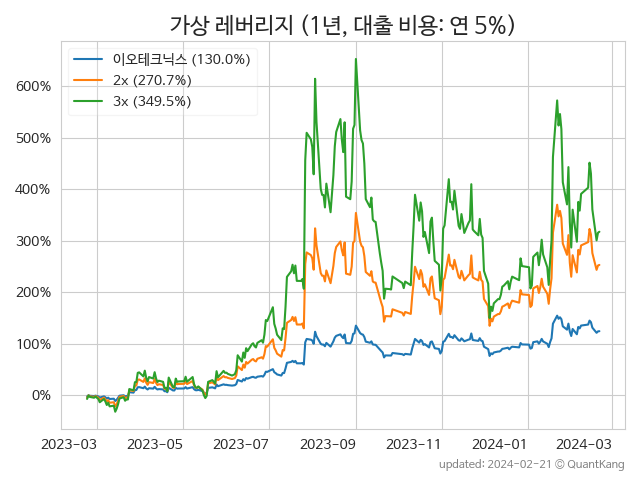 가상 레버리지 (1년, 대출 비용: 연 5%)
이오테크닉스 (130.0%)
2x (270.7%)
3x (349.5%)
600%
500%
400%
300%
200%
100%
0%
2023-03 2023-05 2023-07 2023-09 2023-11 2024-01 2024-03
updated: 2024-02-21 © QuantKang